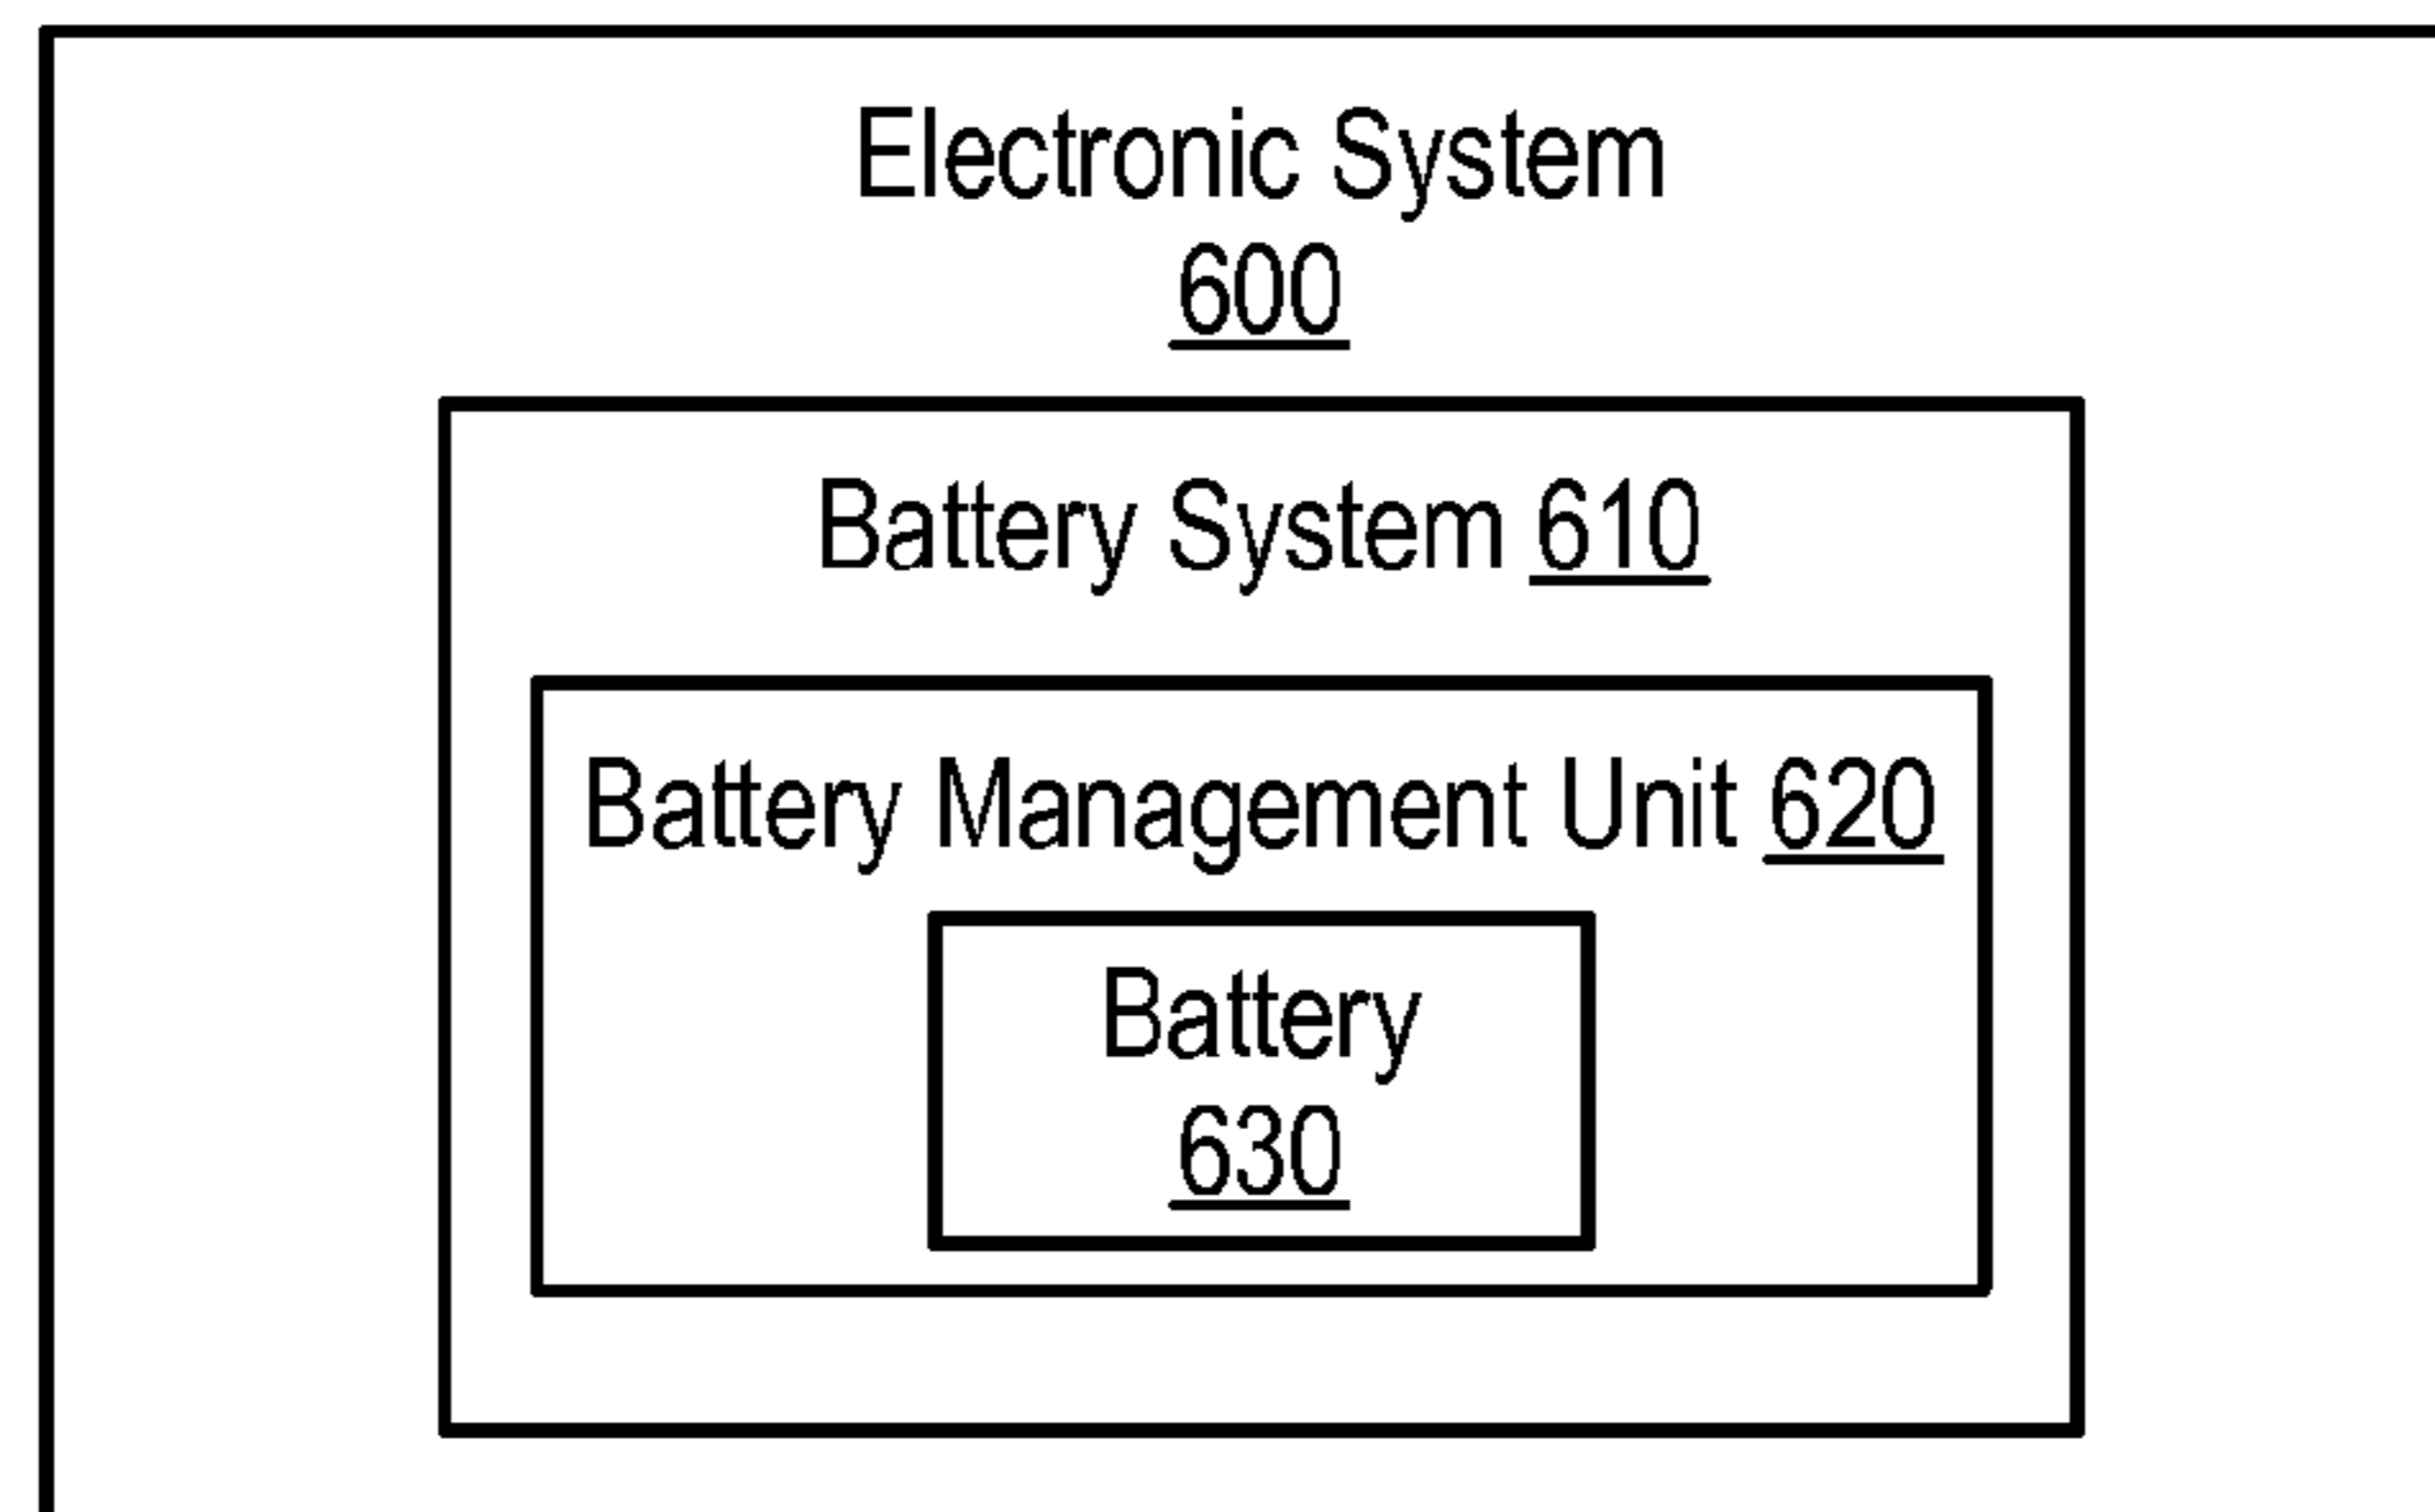 Electronic System
600
Battery System 610
Battery Management Unit 620
Battery
630